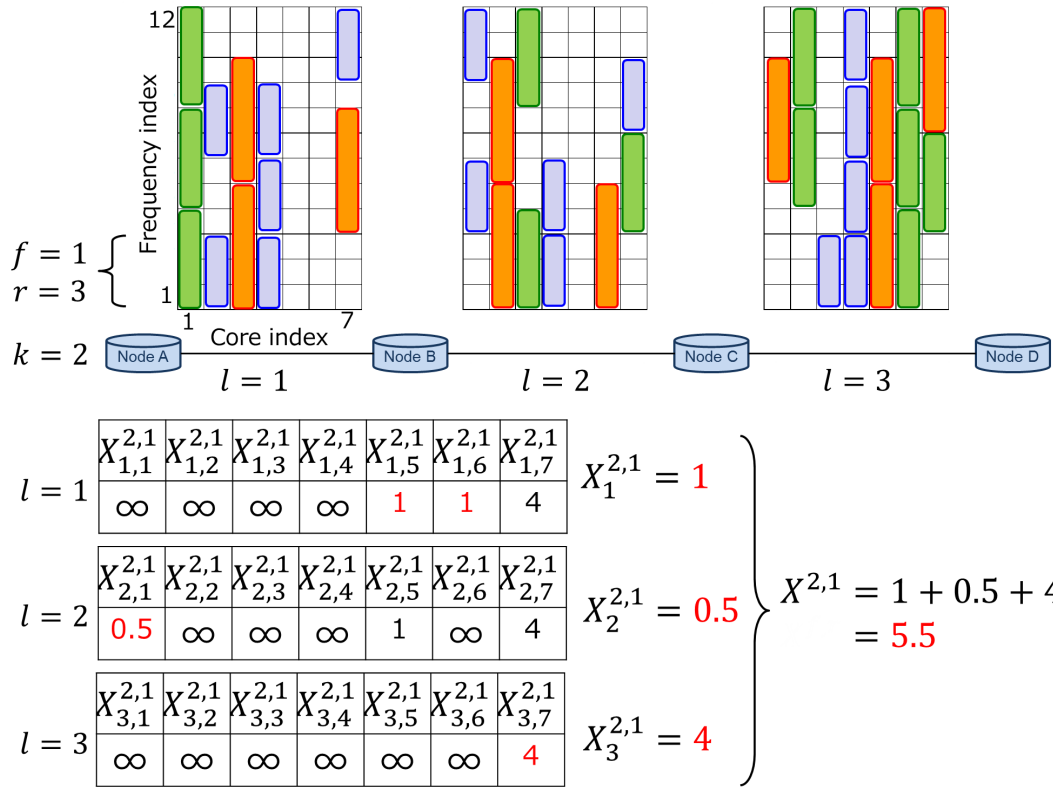 12
Frequency index
f = 1
r = 3
1
1
7
Core index
k = 2
Node A
Node B
Node C
Node D
l = 1
l = 2
l = 3
X^{2,1}_{1,1} X^{2,1}_{1,2} X^{2,1}_{1,3} X^{2,1}_{1,4} X^{2,1}_{1,5} X^{2,1}_{1,6} X^{2,1}_{1,7}
l = 1
∞ ∞ ∞ ∞ 1 1 4
X^{2,1}_1 = 1
X^{2,1}_{2,1} X^{2,1}_{2,2} X^{2,1}_{2,3} X^{2,1}_{2,4} X^{2,1}_{2,5} X^{2,1}_{2,6} X^{2,1}_{2,7}
l = 2
0.5 ∞ ∞ ∞ 1 ∞ 4
X^{2,1}_2 = 0.5
X^{2,1} = 1 + 0.5 + 4
= 5.5
X^{2,1}_{3,1} X^{2,1}_{3,2} X^{2,1}_{3,3} X^{2,1}_{3,4} X^{2,1}_{3,5} X^{2,1}_{3,6} X^{2,1}_{3,7}
l = 3
∞ ∞ ∞ ∞ ∞ ∞ 4
X^{2,1}_3 = 4